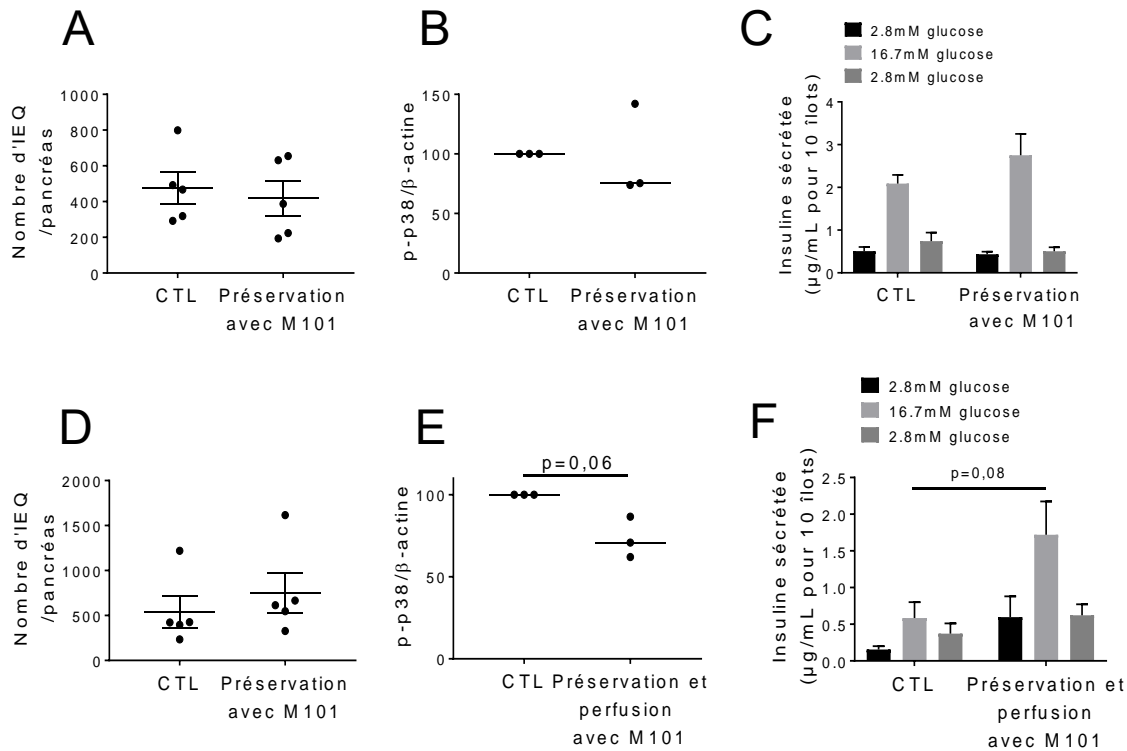 A
Nombre d'IEQ
/pancréas
1000
800
600
400
200
0
CTL
Préservation
avec M101
B
p-p38/β-actine
150
100
50
0
CTL
Préservation
avec M101
C
2.8mM glucose
16.7mM glucose
2.8mM glucose
Insuline sécrétée
(µg/mL pour 10 îlots)
4
3
2
1
0
CTL
Préservation
avec M101
D
Nombre d'IEQ
/pancréas
2000
1500
1000
500
0
CTL
Préservation
avec M101
E
p=0,06
p-p38/β-actine
100
50
0
CTL
Préservation et
perfusion
avec M101
F
2.8mM glucose
16.7mM glucose
2.8mM glucose
p=0,08
Insuline sécrétée
(µg/mL pour 10 îlots)
2.5
2.0
1.5
1.0
0.5
0.0
CTL
Préservation et
perfusion
avec M101